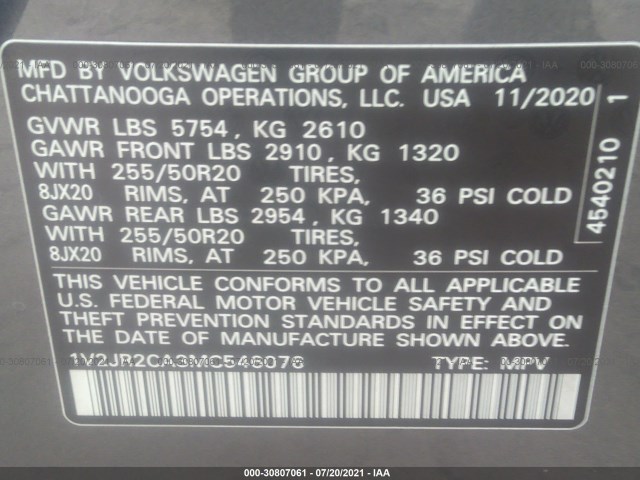 MFD BY VOLKSWAGEN GROUP OF AMERICA
CHATTANOOGA OPERATIONS, LLC. USA 11/2020
GVWR LBS 5754, KG 2610
GAWR FRONT LBS 2910, KG 1320
WITH 255/50R20 TIRES,
8JX20 RIMS, AT 250 KPA, 36 PSI COLD
GAWR REAR LBS 2954, KG 1340
WITH 255/50R20 TIRES,
8JX20 RIMS, AT 250 KPA, 36 PSI COLD
THIS VEHICLE CONFORMS TO ALL APPLICABLE
U.S. FEDERAL MOTOR VEHICLE SAFETY AND
THEFT PREVENTION STANDARDS IN EFFECT ON
THE DATE OF MANUFACTURE SHOWN ABOVE.
TYPE: MPV
4540210 1
000-30807061 - 07/20/2021 - IAA